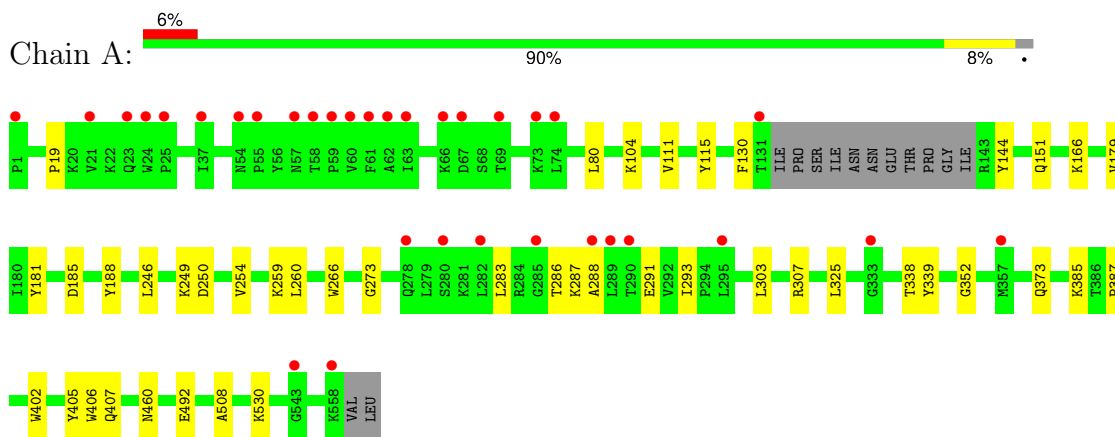 6%
Chain A:
90% 8% •
P1 P19 K20 V21 K22 Q23 W24 P25 I37 N54 P55 Y56 N57 T58 P59 V60 F61 A62 I63 K66 D67 S68 T69 K73 L74 L80 K104 V111 Y115 F130 T131 ILE PRO SER ILE ASN ASN GLU THR PRO GLY ILE R143 Y144 Q151 K166 V179
I180 Y181 D185 Y188 L246 K249 D250 V254 K259 L260 W266 G273 Q278 L279 S280 K281 L282 L283 R284 G285 T286 K287 A288 L289 T290 E291 V292 I293 P294 L295 L303 R307 L325 G333 T338 Y339 G352 M357 Q373 K385 T386 P387
W402 Y405 W406 Q407 N460 E492 A508 K530 G543 K558 VAL LEU